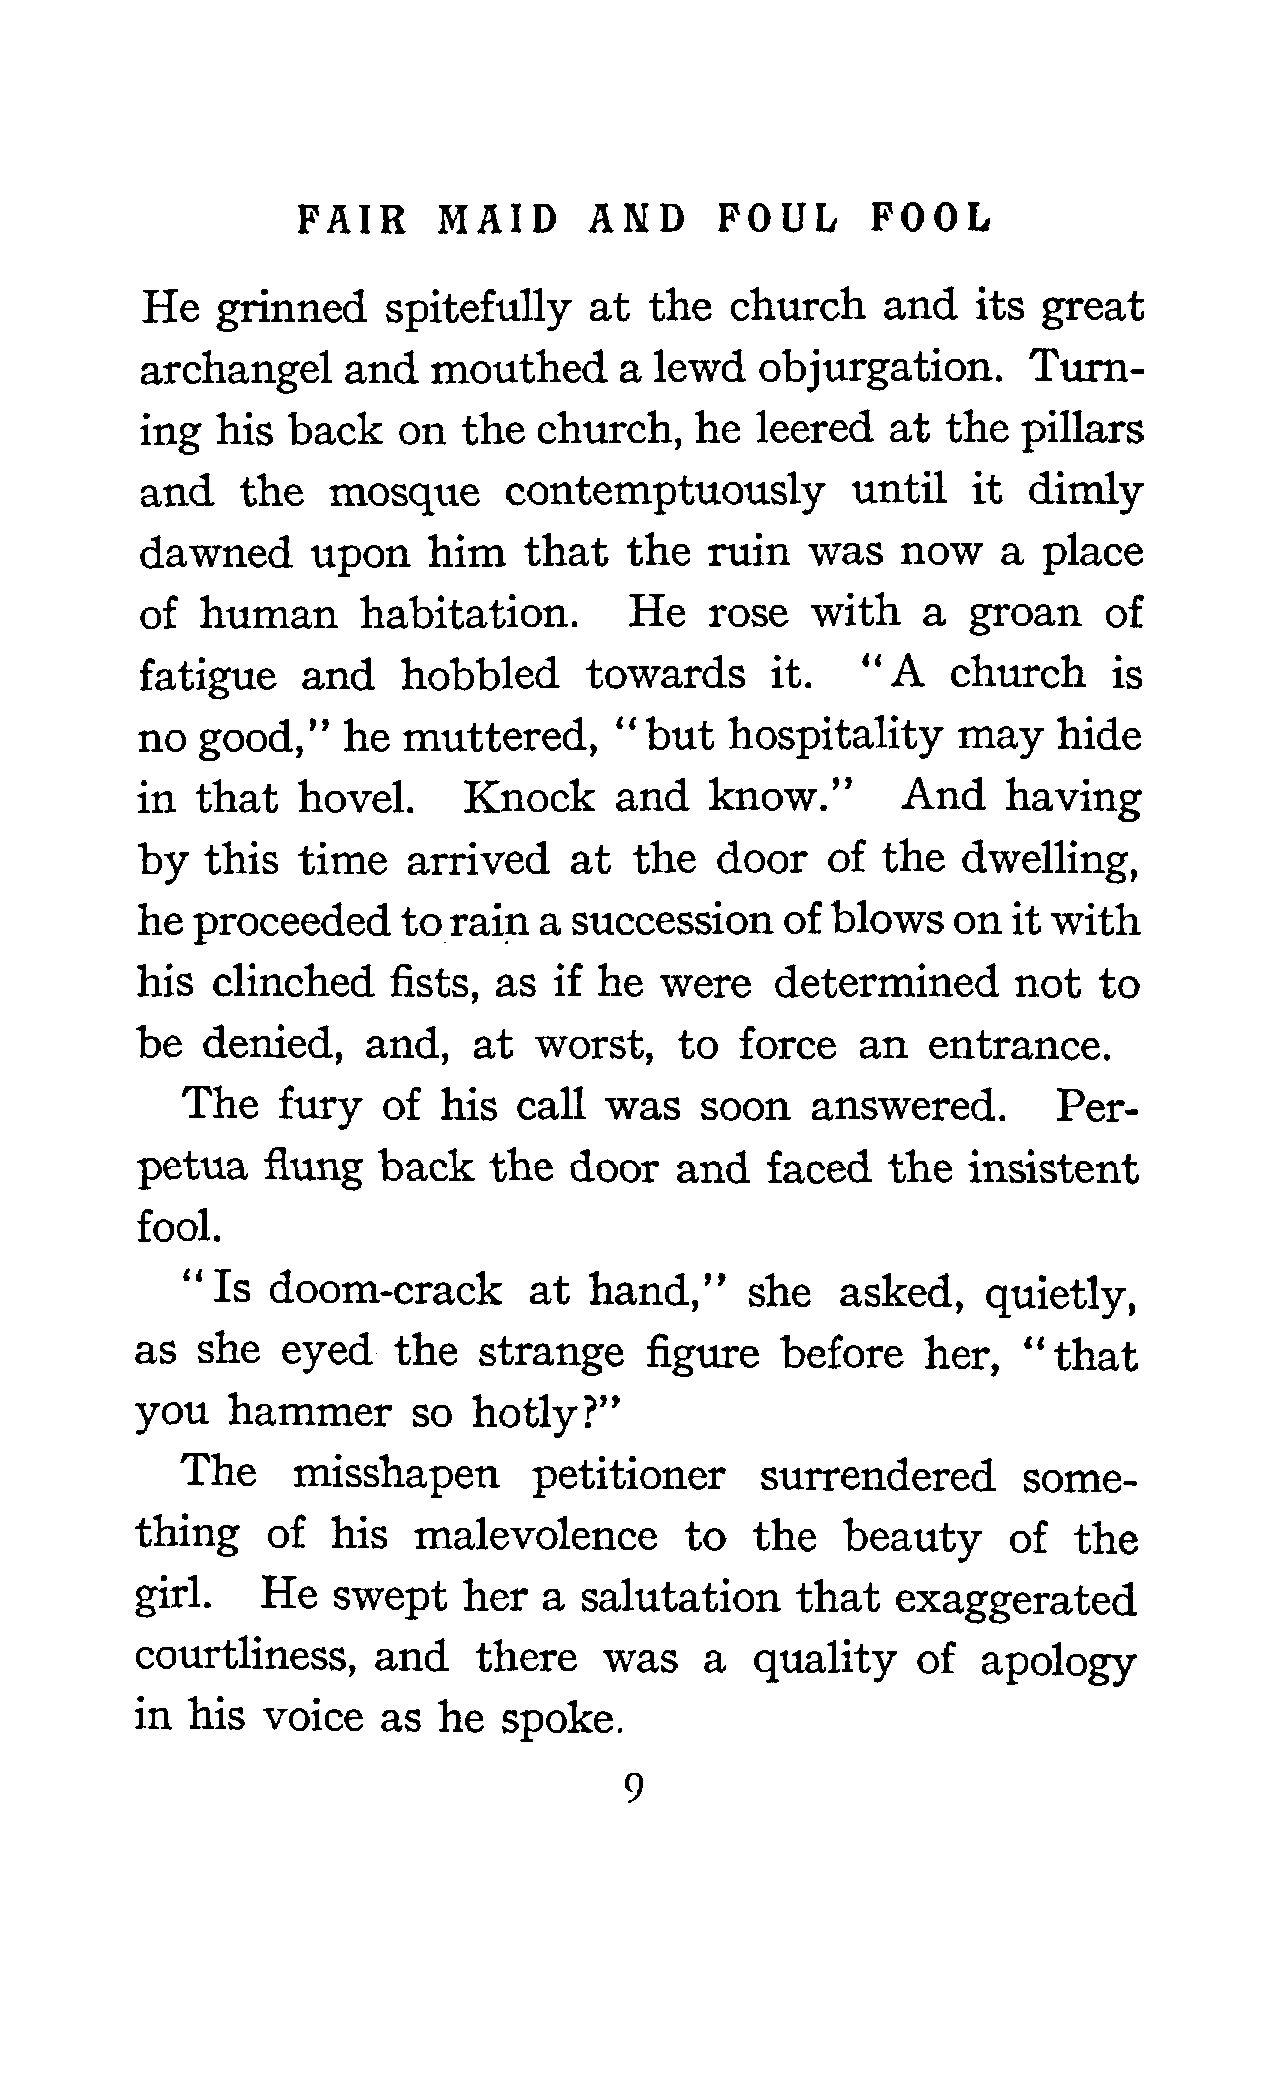 FAIR MAID AND FOUL FOOL
He grinned spitefully at the church and its great
archangel and mouthed a lewd objurgation. Turn-
ing his back on the church, he leered at the pillars
and the mosque contemptuously until it dimly
dawned upon him that the ruin was now a place
of human habitation. He rose with a groan of
fatigue and hobbled towards it. "A church is
no good," he muttered, "but hospitality may hide
in that hovel. Knock and know." And having
by this time arrived at the door of the dwelling,
he proceeded to rain a succession of blows on it with
his clinched fists, as if he were determined not to
be denied, and, at worst, to force an entrance.
The fury of his call was soon answered. Per-
petua flung back the door and faced the insistent
fool.
"Is doom-crack at hand," she asked, quietly,
as she eyed the strange figure before her, "that
you hammer so hotly?"
The misshapen petitioner surrendered some-
thing of his malevolence to the beauty of the
girl. He swept her a salutation that exaggerated
courtliness, and there was a quality of apology
in his voice as he spoke.
9